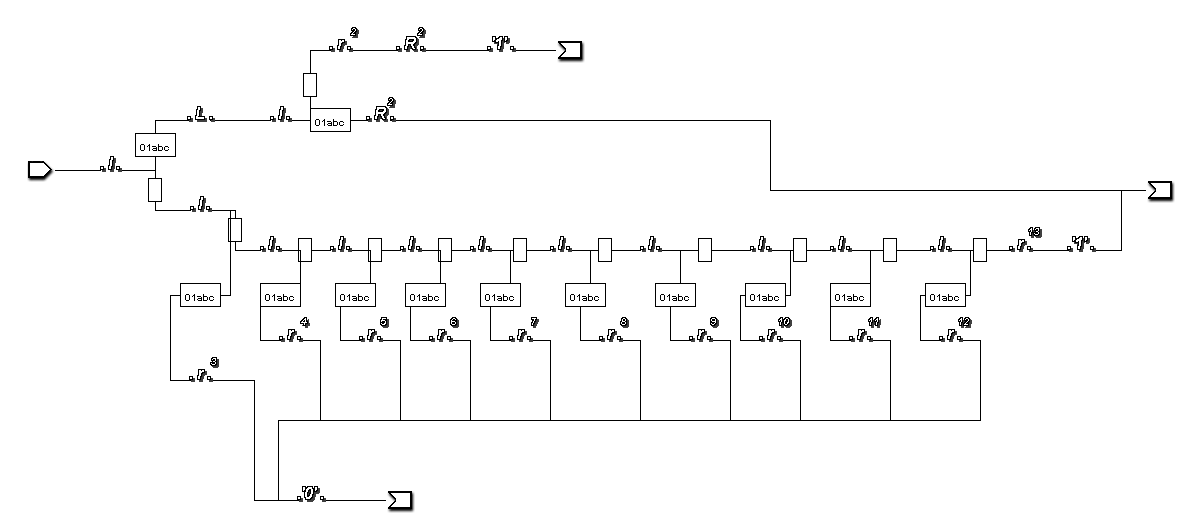 .r.2 .R.2 .'1'.
.L. .l. 01abc .R.2
01abc
.l.
.l.
.l. .l. .l. .l. .l. .l. .l. .l. .l. .r.13 .'1'.
01abc 01abc 01abc 01abc 01abc 01abc 01abc 01abc 01abc 01abc
.r.4 .r.5 .r.6 .r.7 .r.8 .r.9 .r.10 .r.11 .r.12
.r.3
.'0'.